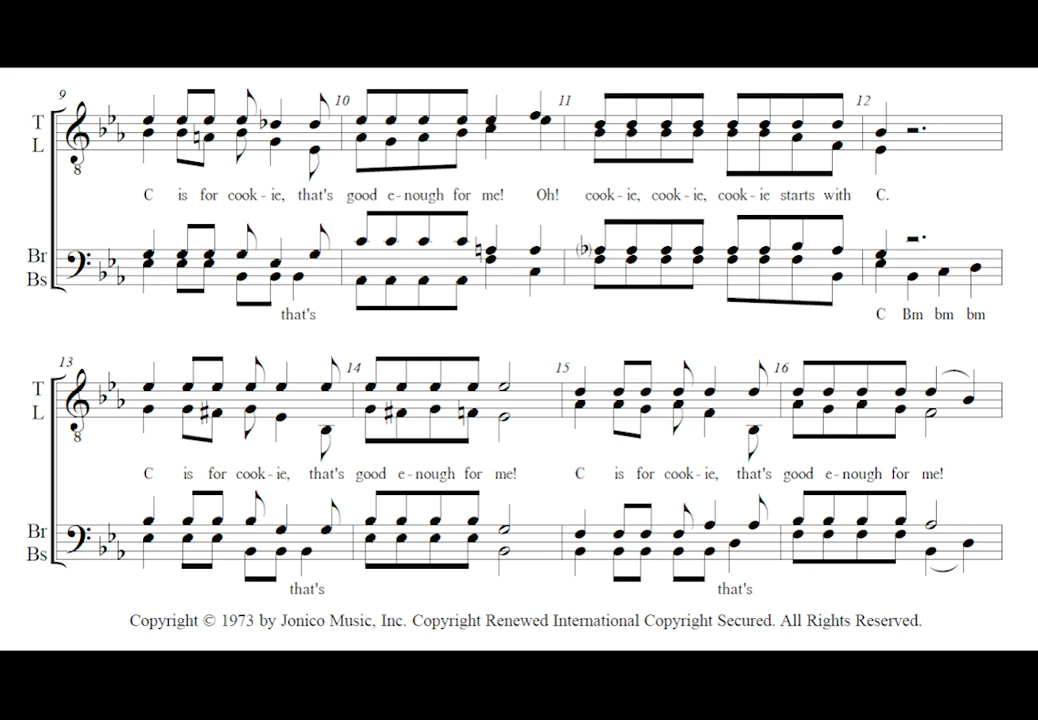 9 10 11 12
T
L
8
C is for cook - ie, that's good e - nough for me! Oh! cook - ie, cook - ie, cook - ie starts with C.
Br
Bs
that's C Bm bm bm
13 14 15 16
T
L
8
C is for cook - ie, that's good e - nough for me! C is for cook - ie, that's good e - nough for me!
Br
Bs
that's that's
Copyright © 1973 by Jonico Music, Inc. Copyright Renewed International Copyright Secured. All Rights Reserved.